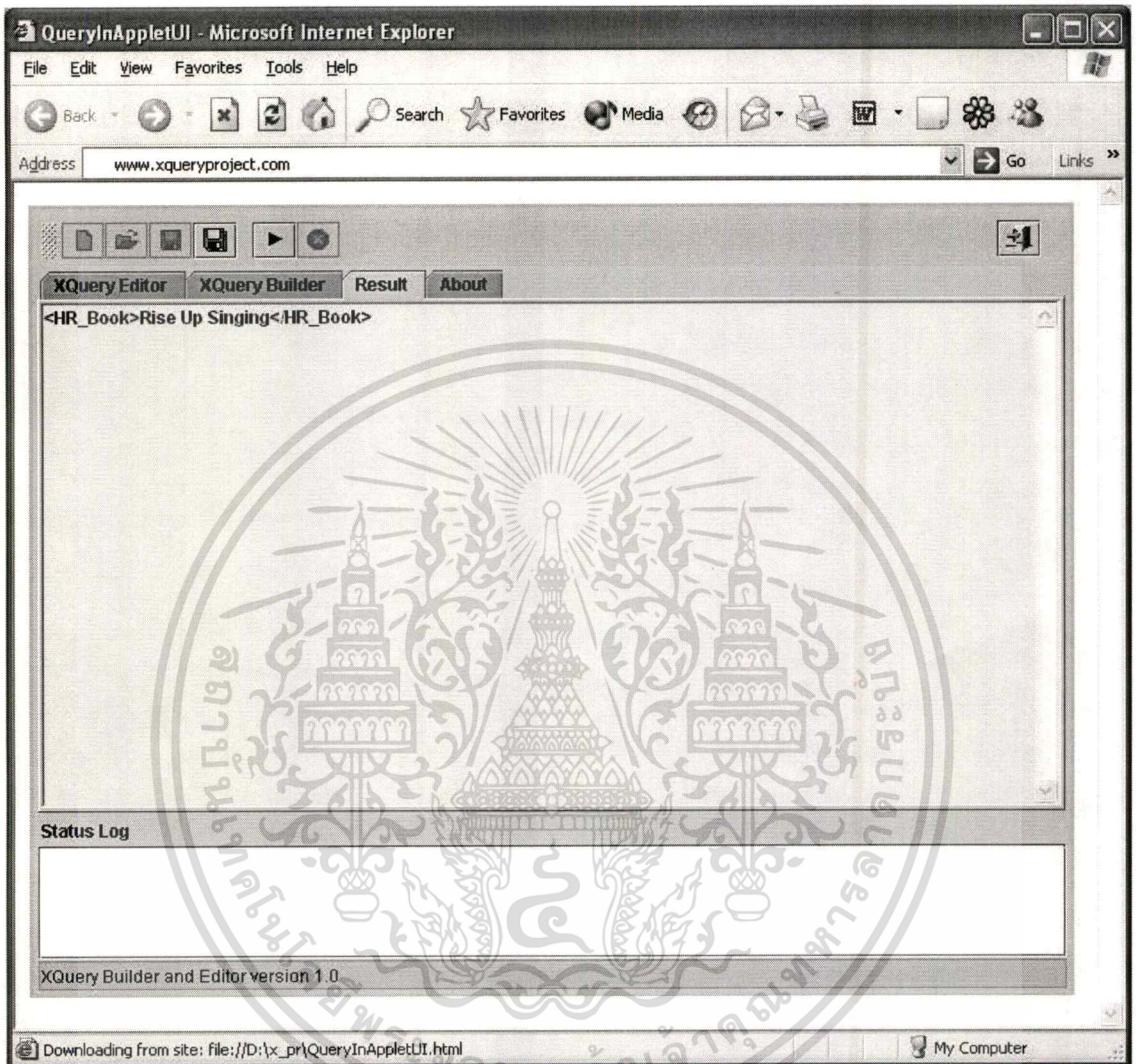 QueryInAppletUI - Microsoft Internet Explorer
File Edit View Favorites Tools Help
Back Search Favorites Media
Address www.xqueryproject.com Go Links »
XQuery Editor XQuery Builder Result About
<HR_Book>Rise Up Singing</HR_Book>
Status Log
XQuery Builder and Editor version 1.0
Downloading from site: file://D:\x_pr\QueryInAppletUI.html My Computer